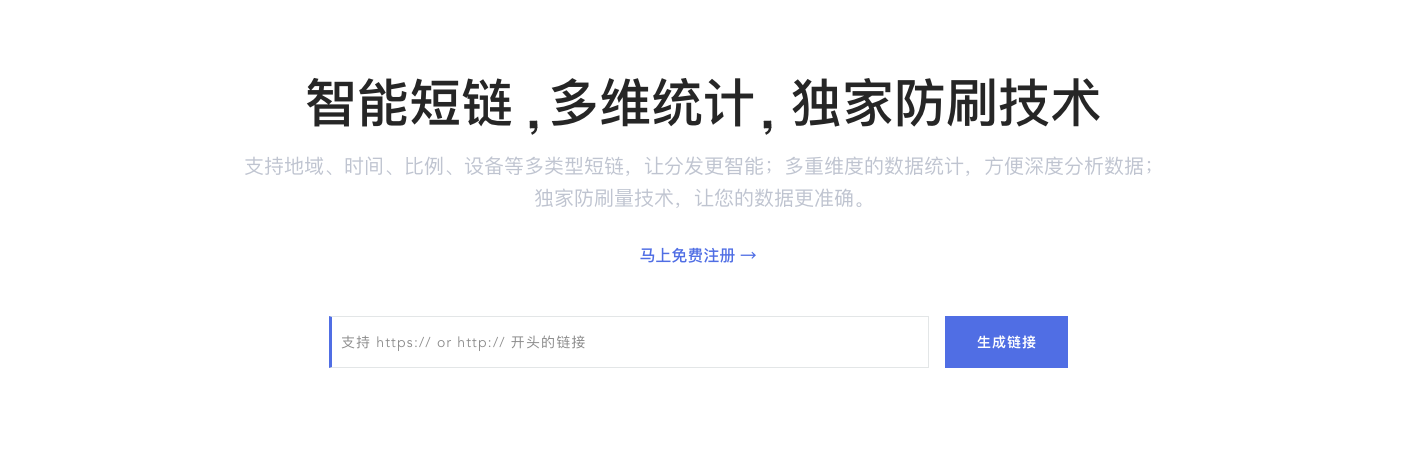 智能短链，多维统计，独家防刷技术
支持地域、时间、比例、设备等多类型短链，让分发更智能；多重维度的数据统计，方便深度分析数据；
独家防刷量技术，让您的数据更准确。
马上免费注册 →
支持 https:// or http:// 开头的链接
生成链接